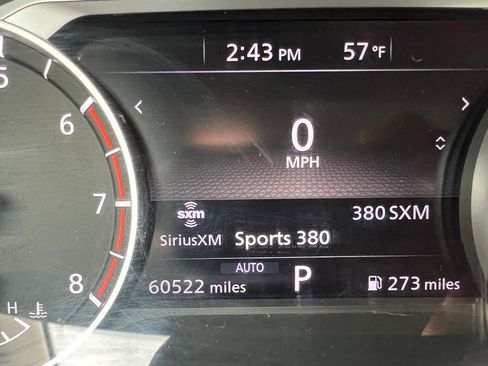 2:43 PM 57°F
5
6
0
MPH
7
sxm
380 SXM
SiriusXM Sports 380
AUTO
8
60522 miles P 273 miles
H